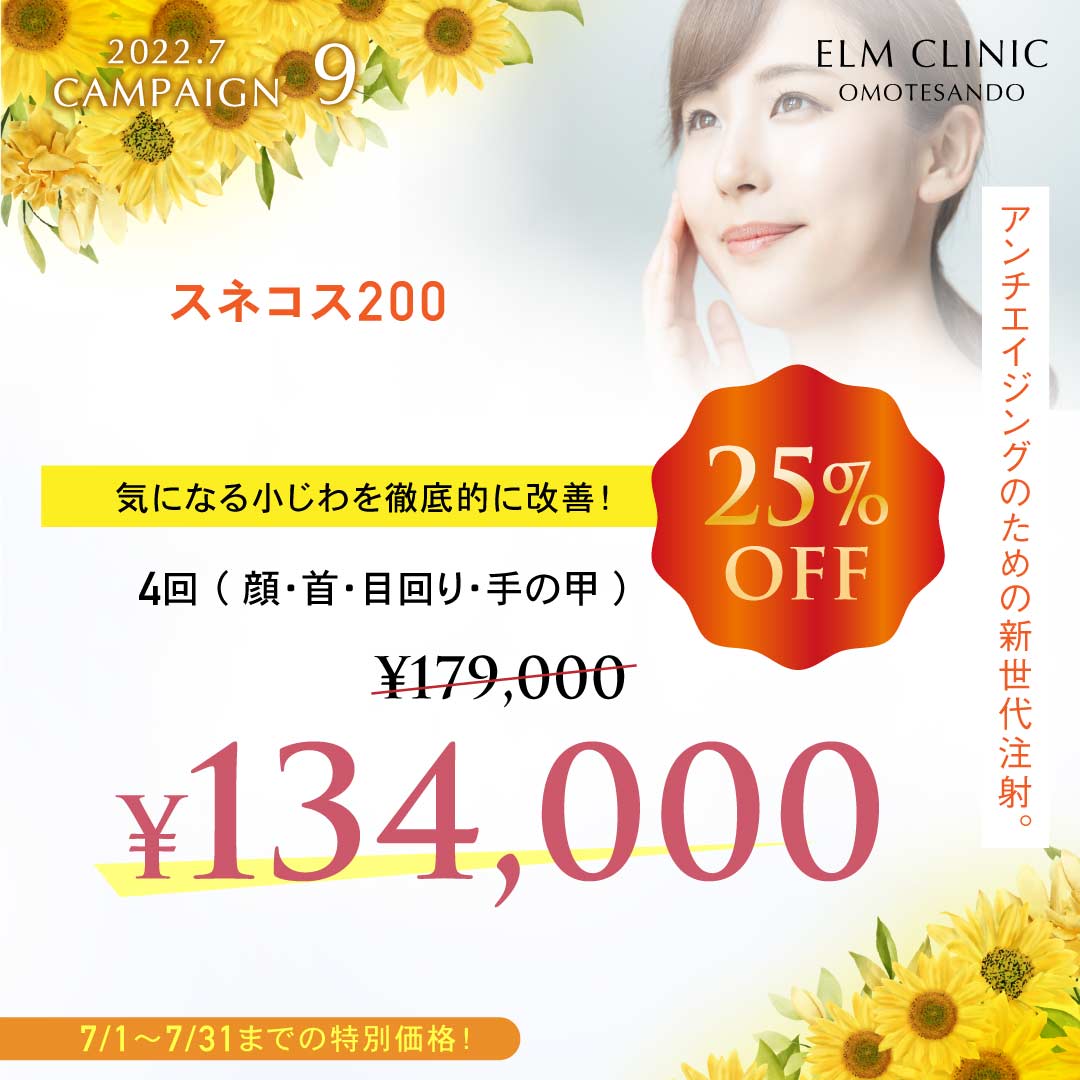 2022.7
CAMPAIGN 9
ELM CLINIC
OMOTESANDO
アンチエイジングのための新世代注射。
スネコス200
25%
OFF
気になる小じわを徹底的に改善!
4回（顔・首・目回り・手の甲）
¥179,000
¥134,000
7/1〜7/31までの特別価格!